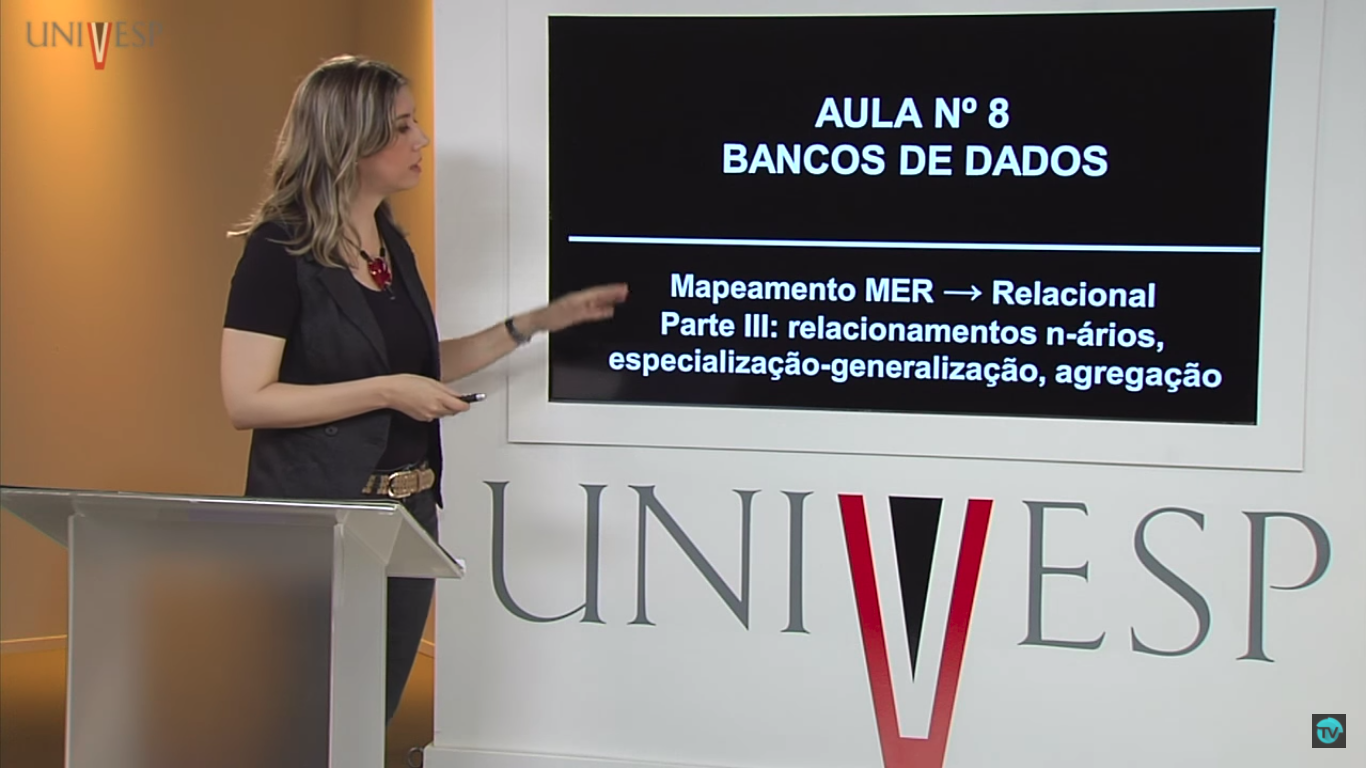 UNIVESP
AULA Nº 8
BANCOS DE DADOS
Mapeamento MER → Relacional
Parte III: relacionamentos n-ários,
especialização-generalização, agregação
UNIVESP
TV